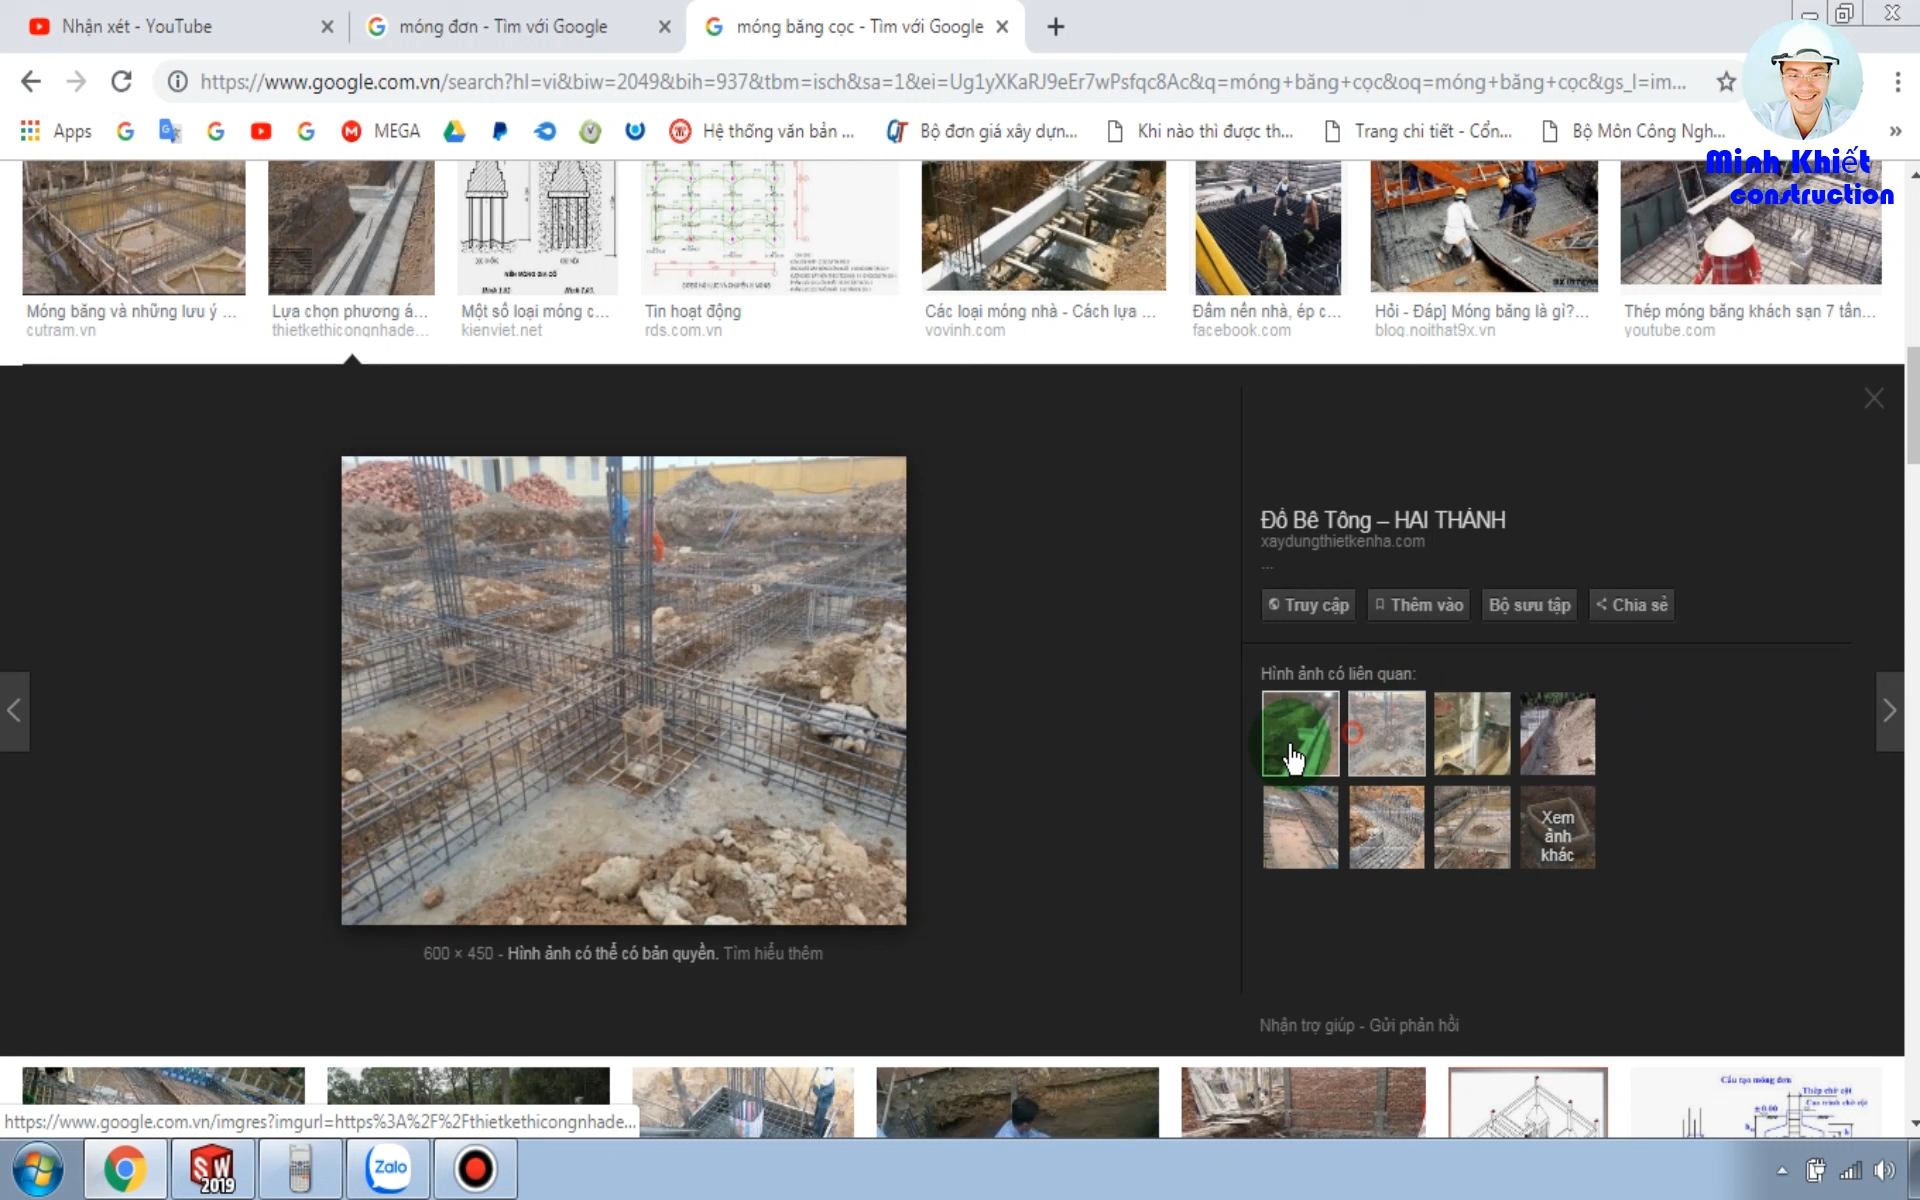 Nhận xét - YouTube
móng đơn - Tìm với Google
móng băng cọc - Tìm với Google
https://www.google.com.vn/search?hl=vi&biw=2049&bih=937&tbm=isch&sa=1&ei=Ug1yXKaRJ9eEr7wPsfqc8Ac&q=móng+băng+cọc&oq=móng+băng+cọc&gs_l=im...
Apps
MEGA
Hệ thống văn bản ...
Bộ đơn giá xây dựn...
Khi nào thì được th...
Trang chi tiết - Cổn...
Bộ Môn Công Ngh...
»
Minh Khiết
construction
Móng băng và những lưu ý ...
cutram.vn
Lựa chọn phương á...
thietkethicongnhade...
Một số loại móng c...
kienviet.net
Tin hoạt động
rds.com.vn
Các loại móng nhà - Cách lựa ...
vovinh.com
Đầm nền nhà, ép c...
facebook.com
Hỏi - Đáp] Móng băng là gì?...
blog.noithat9x.vn
Thép móng băng khách sạn 7 tần...
youtube.com
Đổ Bê Tông – HAI THÀNH
xaydungthietkenha.com
...
Truy cập
Thêm vào
Bộ sưu tập
Chia sẻ
Hình ảnh có liên quan:
Xem
ảnh
khác
600 × 450 - Hình ảnh có thể có bản quyền. Tìm hiểu thêm
Nhận trợ giúp - Gửi phản hồi
Cấu tạo móng đơn
±0.00
https://www.google.com.vn/imgres?imgurl=https%3A%2F%2Fthietkethicongnhade...
SW
2019
Zalo